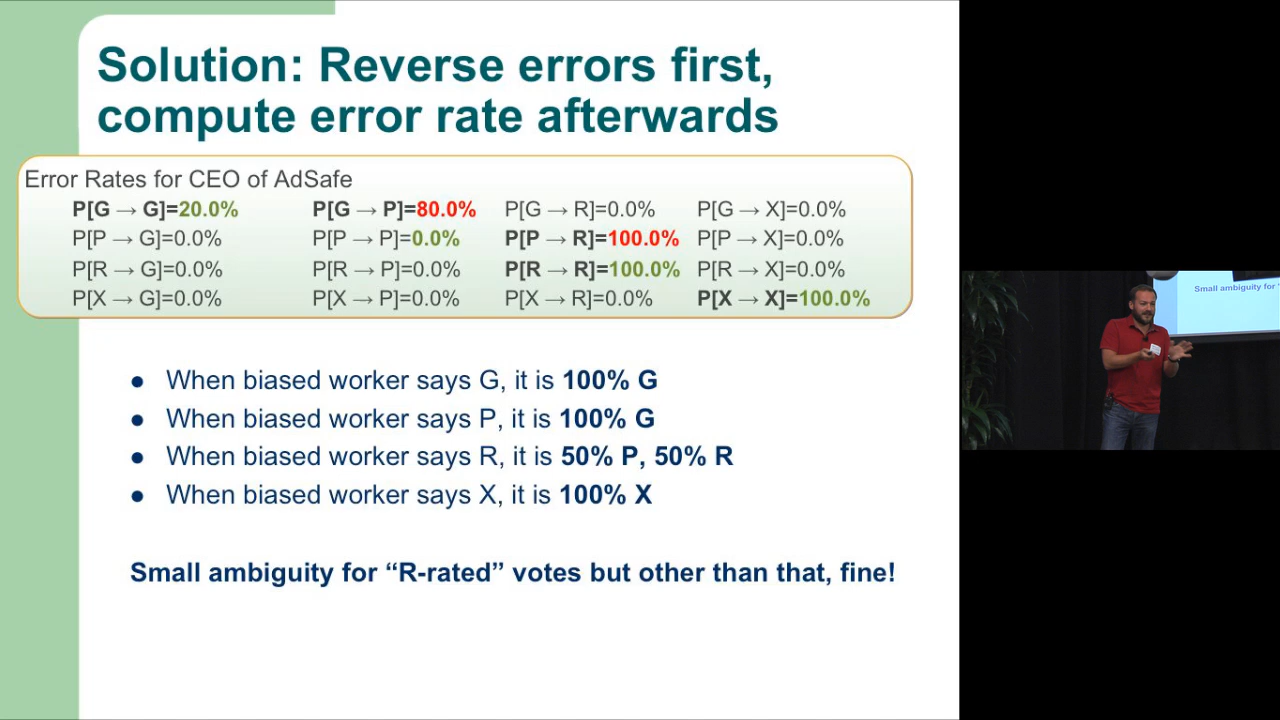 Solution: Reverse errors first,
compute error rate afterwards
Error Rates for CEO of AdSafe
P[G → G]=20.0% P[G → P]=80.0% P[G → R]=0.0% P[G → X]=0.0%
P[P → G]=0.0% P[P → P]=0.0% P[P → R]=100.0% P[P → X]=0.0%
P[R → G]=0.0% P[R → P]=0.0% P[R → R]=100.0% P[R → X]=0.0%
P[X → G]=0.0% P[X → P]=0.0% P[X → R]=0.0% P[X → X]=100.0%
● When biased worker says G, it is 100% G
● When biased worker says P, it is 100% G
● When biased worker says R, it is 50% P, 50% R
● When biased worker says X, it is 100% X
Small ambiguity for “R-rated” votes but other than that, fine!
Small ambiguity for “